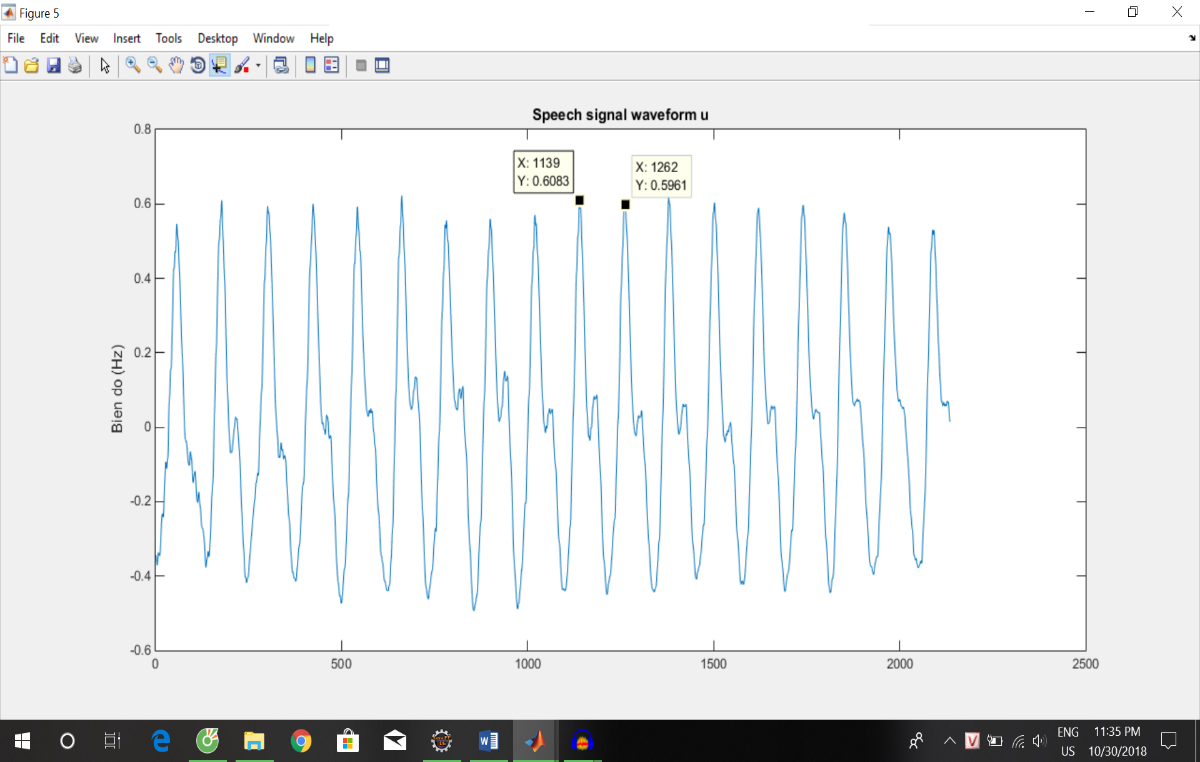 Figure 5
File Edit View Insert Tools Desktop Window Help
Speech signal waveform u
X: 1139
Y: 0.6083
X: 1262
Y: 0.5961
Bien do (Hz)
0.8
0.6
0.4
0.2
0
-0.2
-0.4
-0.6
0 500 1000 1500 2000 2500
ENG 11:35 PM
US 10/30/2018